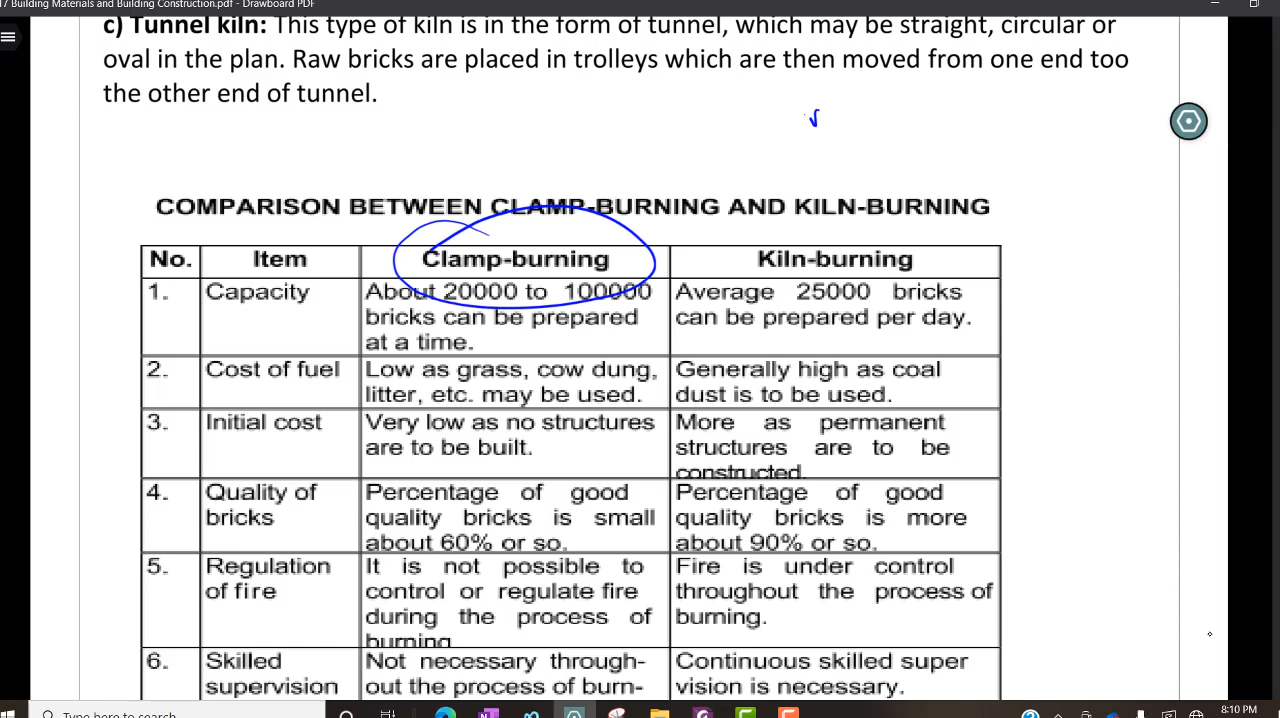 17 Building Materials and Building Construction.pdf - Drawboard PDF
c) Tunnel kiln: This type of kiln is in the form of tunnel, which may be straight, circular or
oval in the plan. Raw bricks are placed in trolleys which are then moved from one end too
the other end of tunnel.
COMPARISON BETWEEN CLAMP-BURNING AND KILN-BURNING
No. Item Clamp-burning Kiln-burning
1. Capacity About 20000 to 100000 Average 25000 bricks
bricks can be prepared can be prepared per day.
at a time.
2. Cost of fuel Low as grass, cow dung, Generally high as coal
litter, etc. may be used. dust is to be used.
3. Initial cost Very low as no structures More as permanent
are to be built. structures are to be
constructed.
4. Quality of Percentage of good Percentage of good
bricks quality bricks is small quality bricks is more
about 60% or so. about 90% or so.
5. Regulation It is not possible to Fire is under control
of fire control or regulate fire throughout the process of
during the process of burning.
burning
6. Skilled Not necessary through- Continuous skilled super
supervision out the process of burn- vision is necessary.
Type here to search
8:10 PM